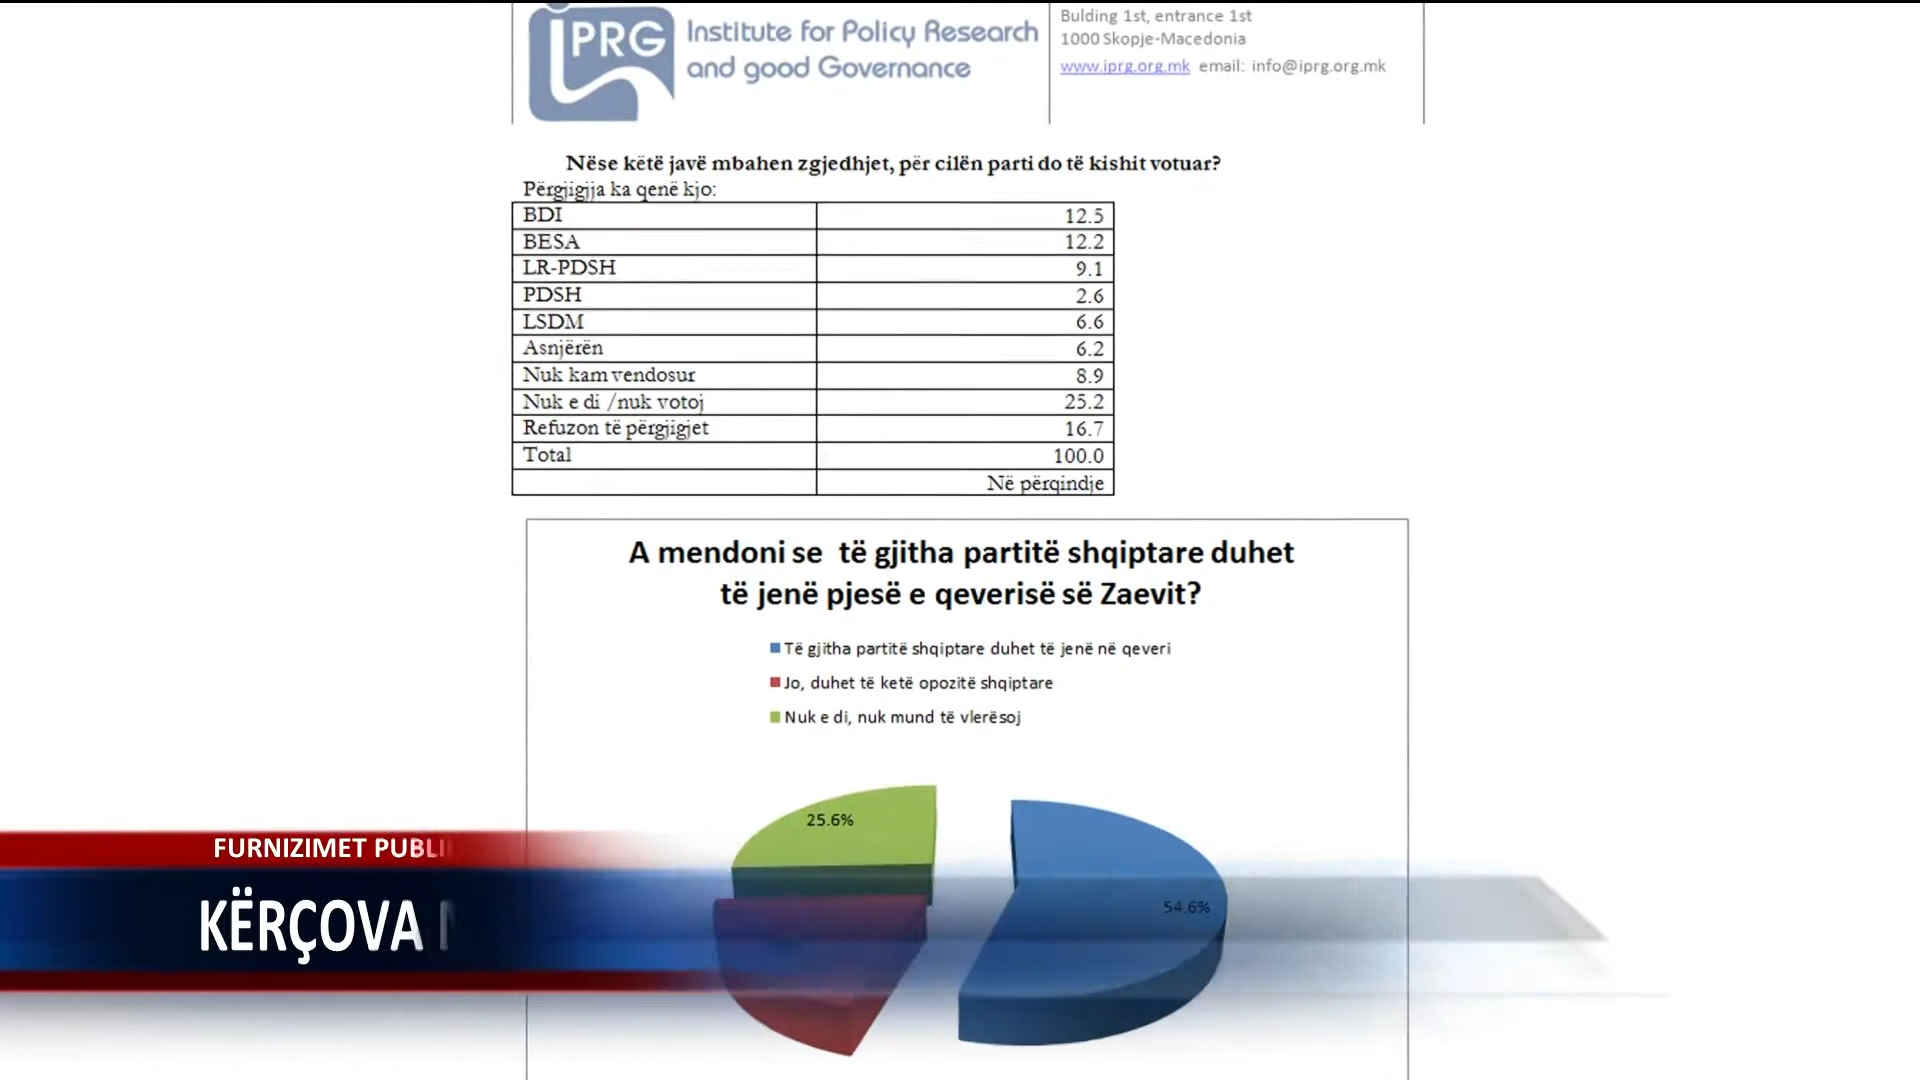 iPRG
Institute for Policy Research
and good Governance
Bulding 1st, entrance 1st
1000 Skopje-Macedonia
www.iprg.org.mk email: info@iprg.org.mk
Nëse këtë javë mbahen zgjedhjet, për cilën parti do të kishit votuar?
Përgjigjja ka qenë kjo:
BDI 12.5
BESA 12.2
LR-PDSH 9.1
PDSH 2.6
LSDM 6.6
Asnjërën 6.2
Nuk kam vendosur 8.9
Nuk e di /nuk votoj 25.2
Refuzon të përgjigjet 16.7
Total 100.0
Në përqindje
A mendoni se të gjitha partitë shqiptare duhet
të jenë pjesë e qeverisë së Zaevit?
Të gjitha partitë shqiptare duhet të jenë në qeveri
Jo, duhet të ketë opozitë shqiptare
Nuk e di, nuk mund të vlerësoj
25.6%
54.6%
FURNIZIMET PUBLI
KËRÇOVA